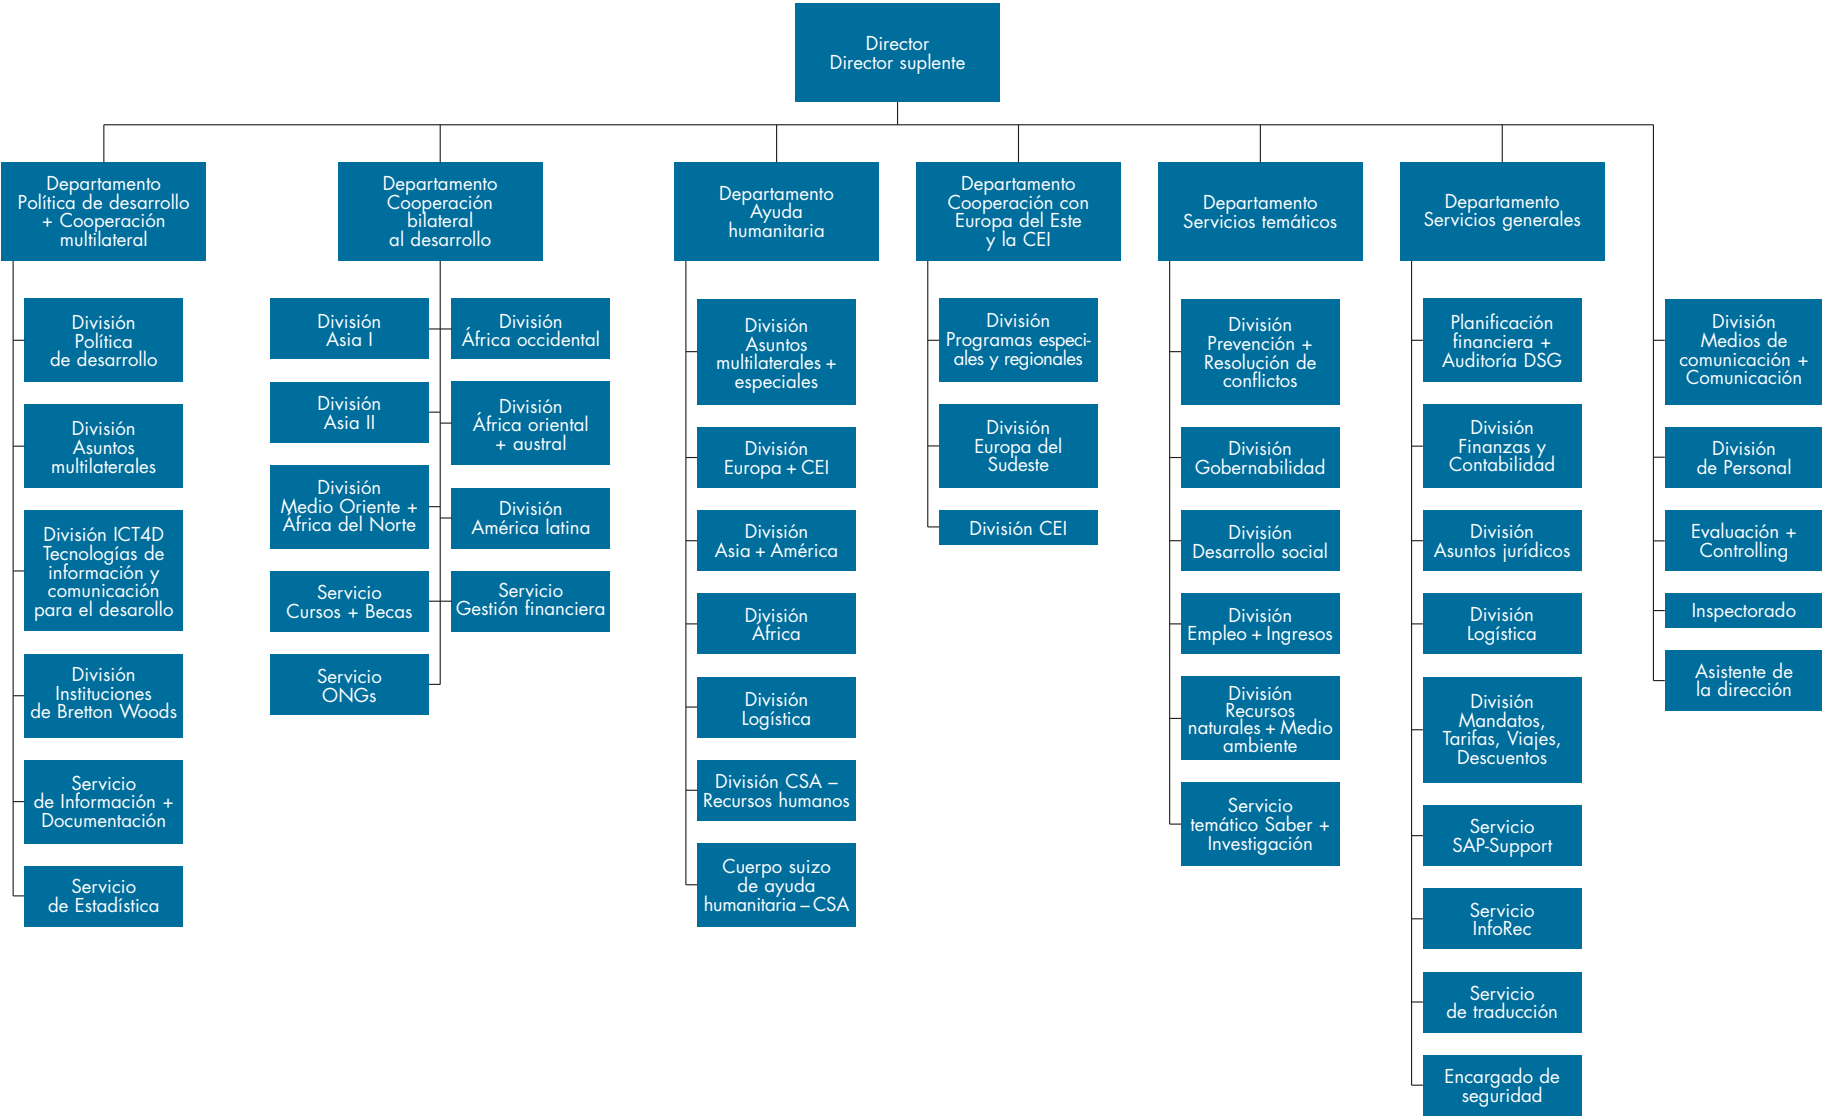 Director
Director suplente
Departamento
Política de desarrollo
+ Cooperación
multilateral
División
Política
de desarrollo
División
Asuntos
multilaterales
División ICT4D
Tecnologías de
información y
comunicación
para el desarollo
División
Instituciones
de Bretton Woods
Servicio
de Información +
Documentación
Servicio
de Estadística
Departamento
Cooperación
bilateral
al desarrollo
División
Asia I
División
Asia II
División
Medio Oriente +
África del Norte
Servicio
Cursos + Becas
Servicio
ONGs
División
África occidental
División
África oriental
+ austral
División
América latina
Servicio
Gestión financiera
Departamento
Ayuda
humanitaria
División
Asuntos
multilaterales +
especiales
División
Europa + CEI
División
Asia + América
División
África
División
Logística
División CSA –
Recursos humanos
Cuerpo suizo
de ayuda
humanitaria – CSA
Departamento
Cooperación con
Europa del Este
y la CEI
División
Programas especi-
ales y regionales
División
Europa del
Sudeste
División CEI
Departamento
Servicios temáticos
División
Prevención +
Resolución de
conflictos
División
Gobernabilidad
División
Desarrollo social
División
Empleo + Ingresos
División
Recursos
naturales + Medio
ambiente
Servicio
temático Saber +
Investigación
Departamento
Servicios generales
Planificación
financiera +
Auditoría DSG
División
Finanzas y
Contabilidad
División
Asuntos jurídicos
División
Logística
División
Mandatos,
Tarifas, Viajes,
Descuentos
Servicio
SAP-Support
Servicio
InfoRec
Servicio
de traducción
Encargado de
seguridad
División
Medios de
comunicación +
Comunicación
División
de Personal
Evaluación +
Controlling
Inspectorado
Asistente de
la dirección